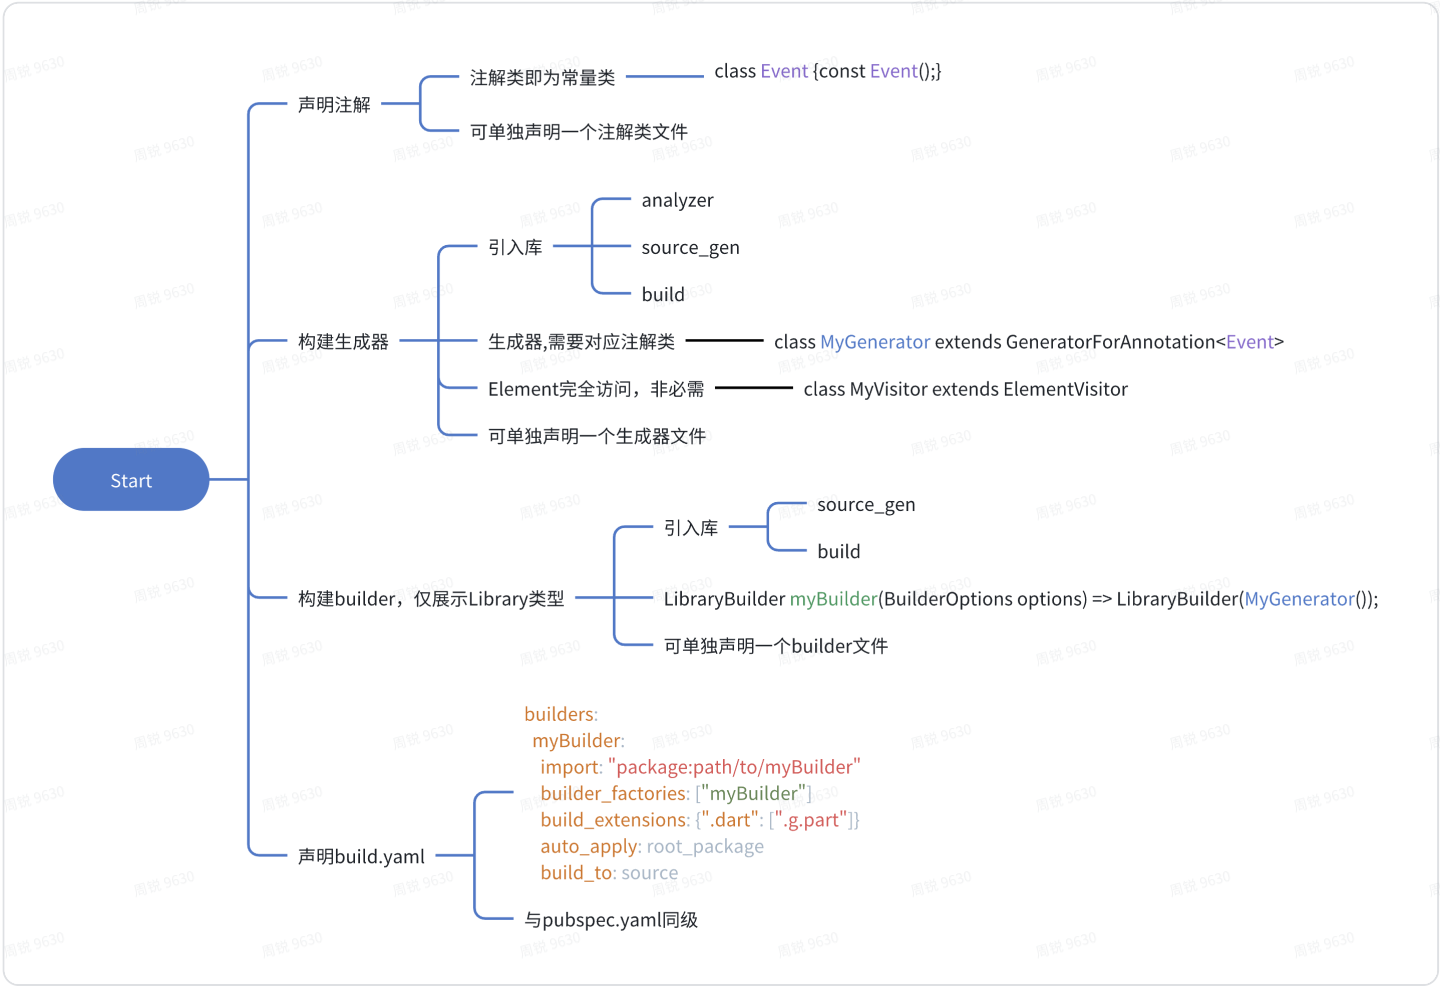 声明注解
注解类即为常量类
class Event {const Event();}
可单独声明一个注解类文件
构建生成器
引入库
analyzer
source_gen
build
生成器,需要对应注解类
class MyGenerator extends GeneratorForAnnotation<Event>
Element完全访问，非必需
class MyVisitor extends ElementVisitor
可单独声明一个生成器文件
Start
构建builder，仅展示Library类型
引入库
source_gen
build
LibraryBuilder myBuilder(BuilderOptions options) => LibraryBuilder(MyGenerator());
可单独声明一个builder文件
声明build.yaml
builders:
myBuilder:
import: "package:path/to/myBuilder"
builder_factories: ["myBuilder"]
build_extensions: {".dart": [".g.part"]}
auto_apply: root_package
build_to: source
与pubspec.yaml同级
周锐 9630